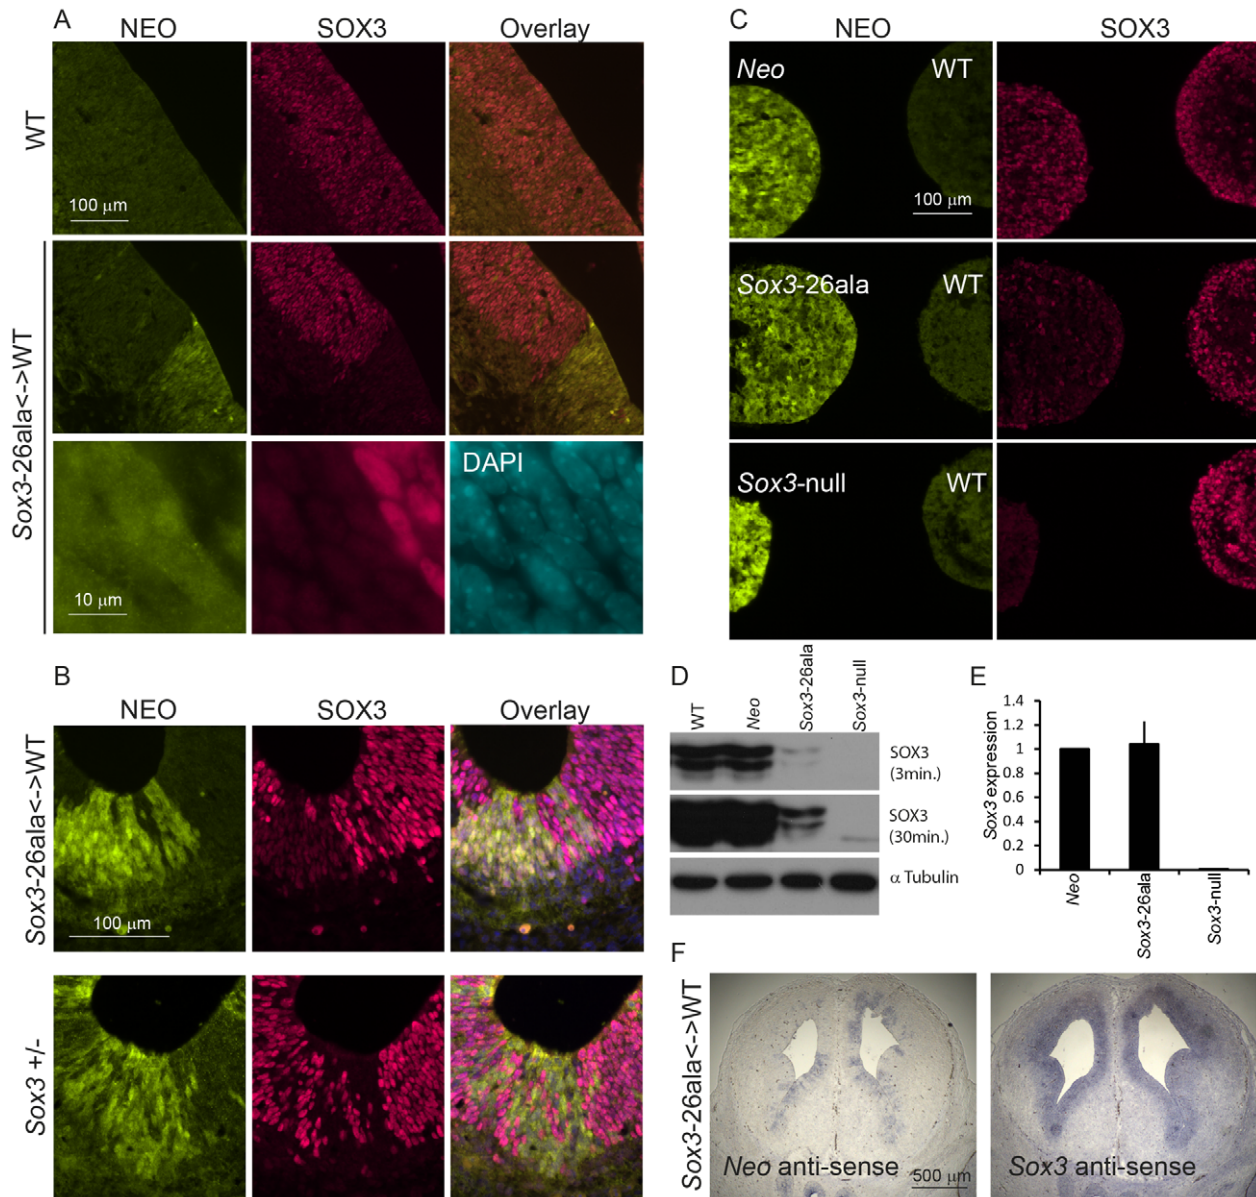 A
NEO SOX3 Overlay
WT
100 μm
Sox3-26ala<->WT
DAPI
10 μm
B
NEO SOX3 Overlay
Sox3-26ala<->WT
100 μm
Sox3 +/-
C
NEO SOX3
Neo WT
100 μm
Sox3-26ala WT
Sox3-null WT
D
WT Neo Sox3-26ala Sox3-null
SOX3
(3min.)
SOX3
(30min.)
α Tubulin
E
Sox3 expression
1.4
1.2
1
0.8
0.6
0.4
0.2
0
Neo Sox3-26ala Sox3-null
F
Sox3-26ala<->WT
Neo anti-sense
500 μm
Sox3 anti-sense